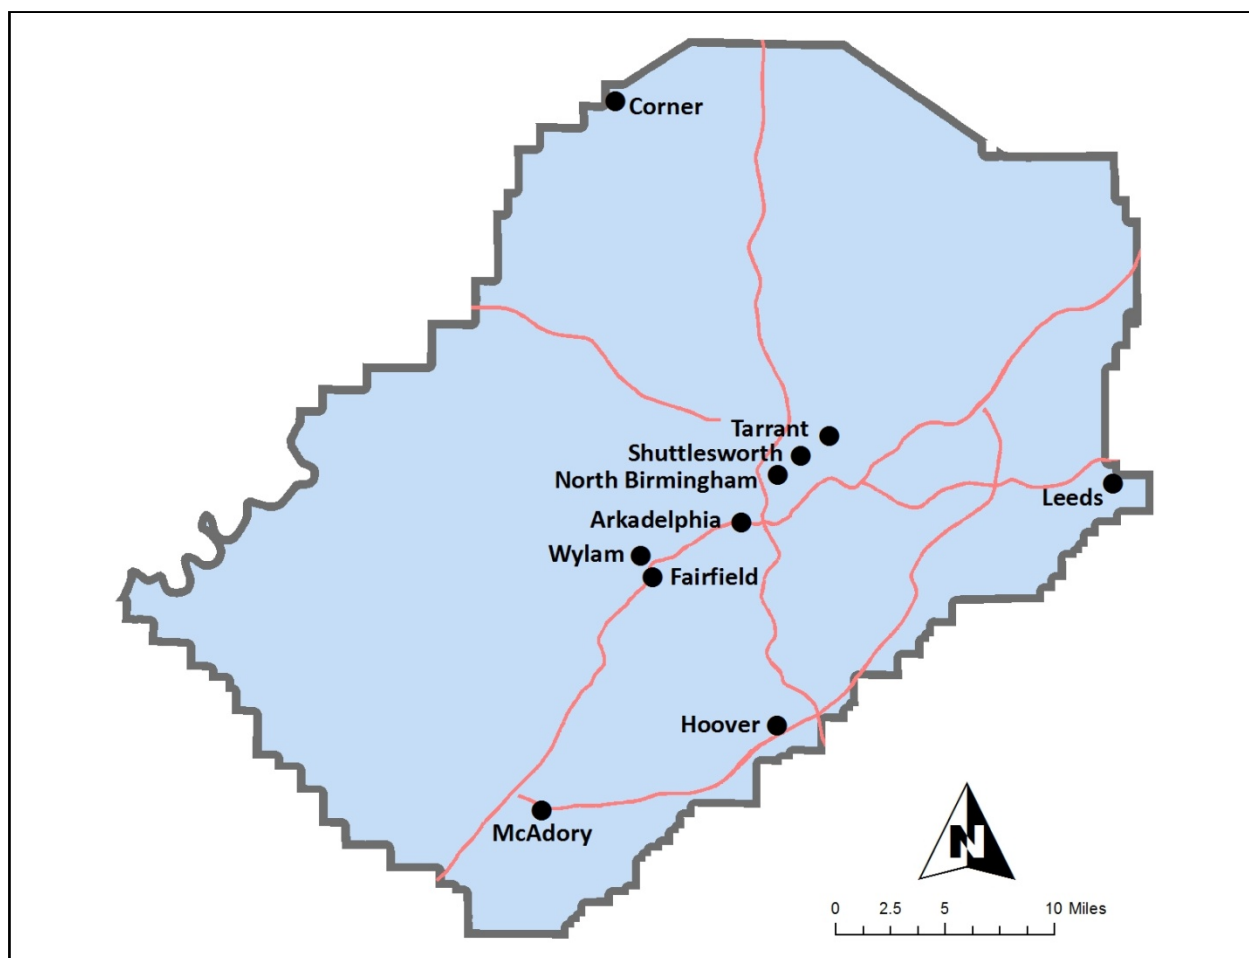 Corner
Tarrant
Shuttlesworth
North Birmingham
Leeds
Arkadelphia
Wylam
Fairfield
Hoover
McAdory
N
0 2.5 5 10 Miles